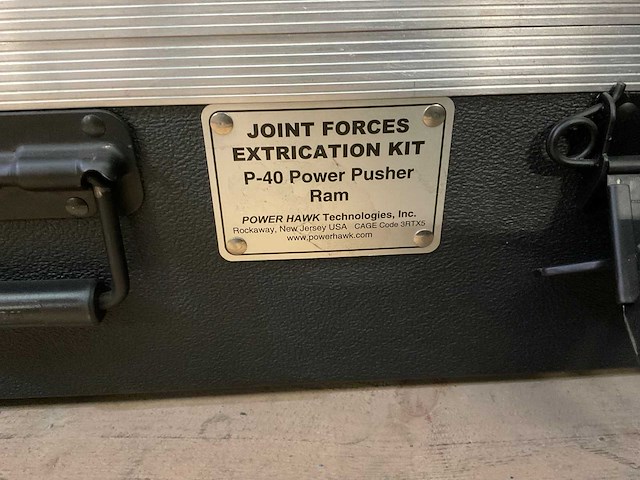 JOINT FORCES
EXTRICATION KIT
P-40 Power Pusher
Ram
POWER HAWK Technologies, Inc.
Rockaway, New Jersey USA CAGE Code 3RTX5
www.powerhawk.com